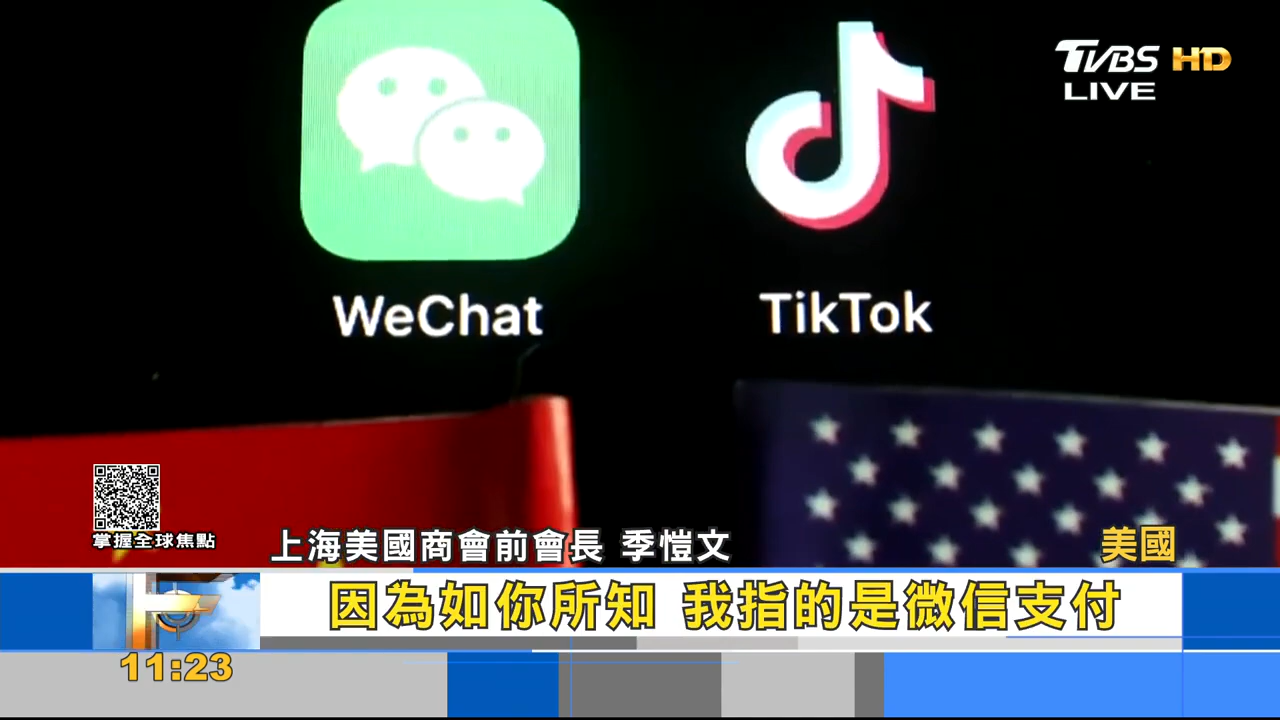 TVBS HD
LIVE
WeChat
TikTok
掌握全球焦點
上海美國商會前會長 季愷文
美國
因為如你所知 我指的是微信支付
11:23